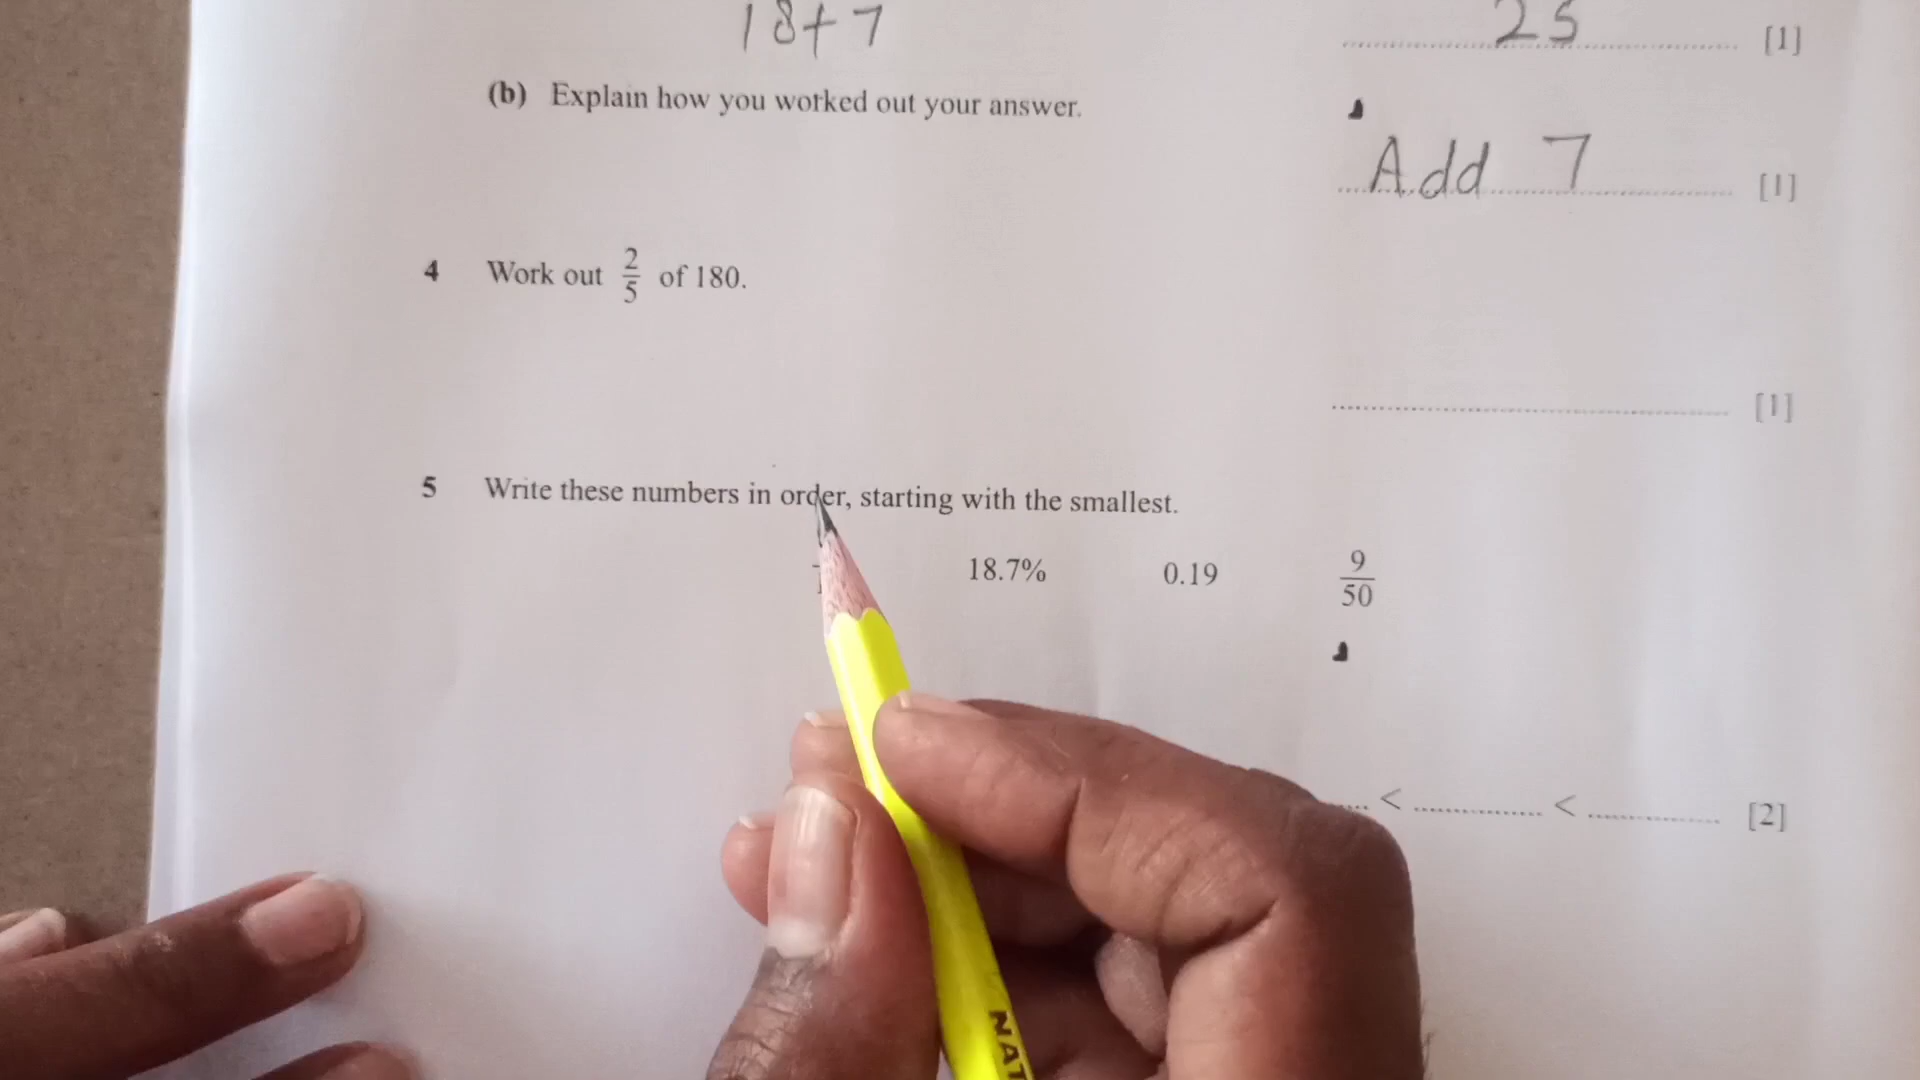 18+7
25 [1]
(b) Explain how you worked out your answer.
Add 7 [1]
4 Work out 2/5 of 180.
[1]
5 Write these numbers in order, starting with the smallest.
18.7% 0.19 9/50
< < [2]
NAT